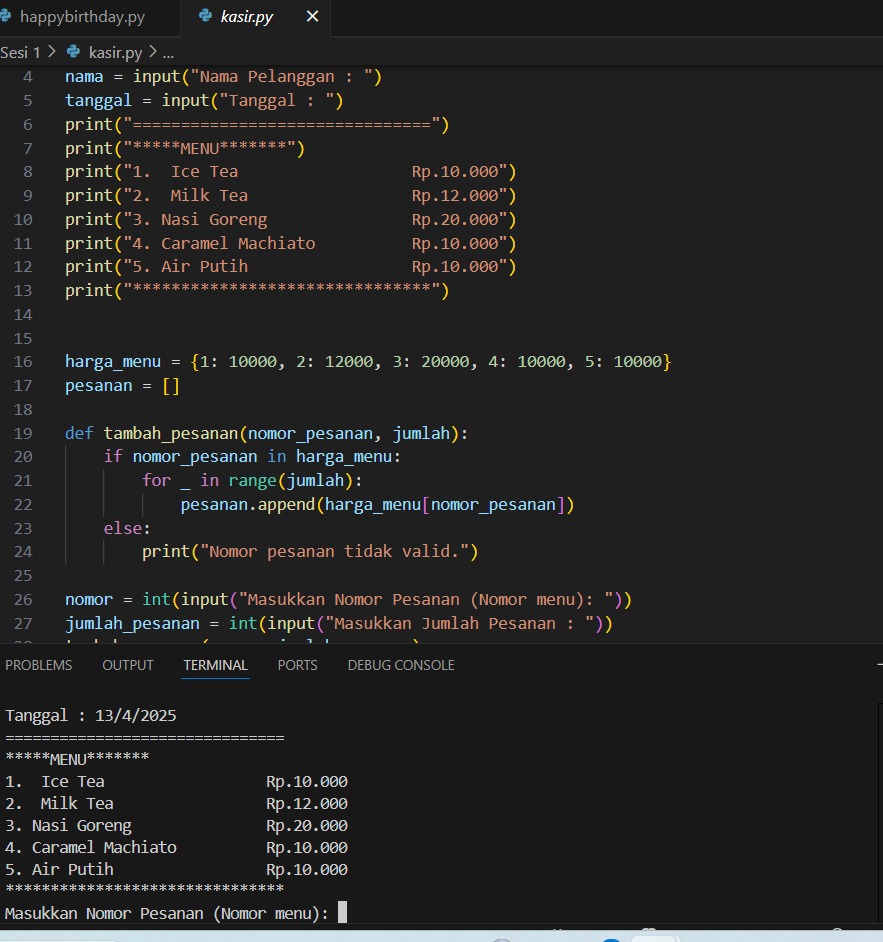 happybirthday.py kasir.py ✕
Sesi 1 > kasir.py > ...
4 nama = input("Nama Pelanggan : ")
5 tanggal = input("Tanggal : ")
6 print("===============================")
7 print("*****MENU*******")
8 print("1.  Ice Tea                  Rp.10.000")
9 print("2.  Milk Tea                 Rp.12.000")
10 print("3. Nasi Goreng               Rp.20.000")
11 print("4. Caramel Machiato          Rp.10.000")
12 print("5. Air Putih                 Rp.10.000")
13 print("*******************************")
14
15
16 harga_menu = {1: 10000, 2: 12000, 3: 20000, 4: 10000, 5: 10000}
17 pesanan = []
18
19 def tambah_pesanan(nomor_pesanan, jumlah):
20     if nomor_pesanan in harga_menu:
21         for _ in range(jumlah):
22             pesanan.append(harga_menu[nomor_pesanan])
23     else:
24         print("Nomor pesanan tidak valid.")
25
26 nomor = int(input("Masukkan Nomor Pesanan (Nomor menu): "))
27 jumlah_pesanan = int(input("Masukkan Jumlah Pesanan : "))
PROBLEMS OUTPUT TERMINAL PORTS DEBUG CONSOLE
Tanggal : 13/4/2025
===============================
*****MENU*******
1.  Ice Tea                  Rp.10.000
2.  Milk Tea                 Rp.12.000
3. Nasi Goreng               Rp.20.000
4. Caramel Machiato          Rp.10.000
5. Air Putih                 Rp.10.000
*******************************
Masukkan Nomor Pesanan (Nomor menu):